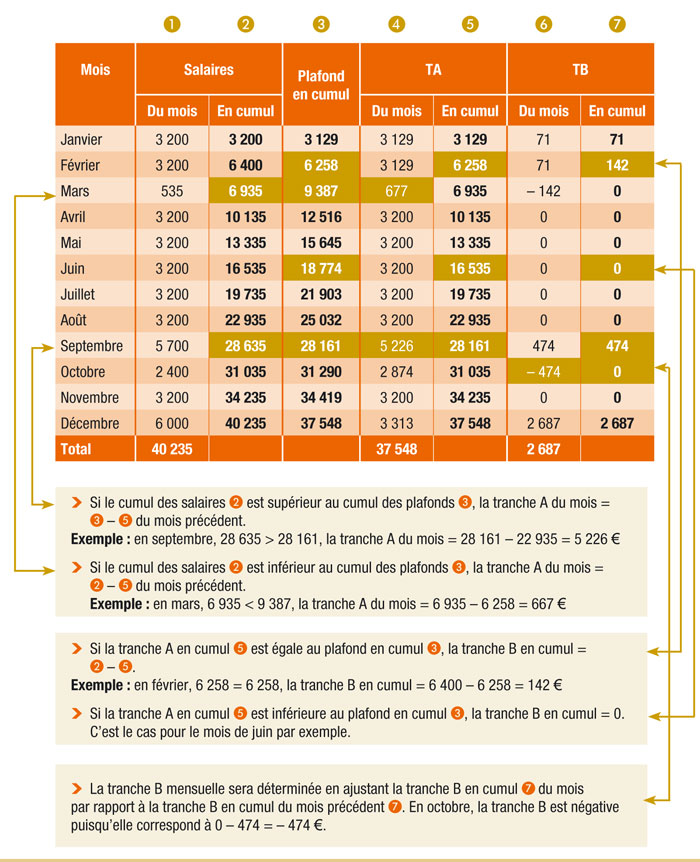 1 2 3 4 5 6 7
Mois Salaires Plafond en cumul TA TB
Du mois En cumul Du mois En cumul Du mois En cumul
Janvier 3 200 3 200 3 129 3 129 3 129 71 71
Février 3 200 6 400 6 258 3 129 6 258 71 142
Mars 535 6 935 9 387 677 6 935 – 142 0
Avril 3 200 10 135 12 516 3 200 10 135 0 0
Mai 3 200 13 335 15 645 3 200 13 335 0 0
Juin 3 200 16 535 18 774 3 200 16 535 0 0
Juillet 3 200 19 735 21 903 3 200 19 735 0 0
Août 3 200 22 935 25 032 3 200 22 935 0 0
Septembre 5 700 28 635 28 161 5 226 28 161 474 474
Octobre 2 400 31 035 31 290 2 874 31 035 – 474 0
Novembre 3 200 34 235 34 419 3 200 34 235 0 0
Décembre 6 000 40 235 37 548 3 313 37 548 2 687 2 687
Total 40 235 37 548 2 687
Si le cumul des salaires 2 est supérieur au cumul des plafonds 3, la tranche A du mois =
3 – 5 du mois précédent.
Exemple : en septembre, 28 635 > 28 161, la tranche A du mois = 28 161 – 22 935 = 5 226 €
Si le cumul des salaires 2 est inférieur au cumul des plafonds 3, la tranche A du mois =
2 – 5 du mois précédent.
Exemple : en mars, 6 935 < 9 387, la tranche A du mois = 6 935 – 6 258 = 667 €
Si la tranche A en cumul 5 est égale au plafond en cumul 3, la tranche B en cumul =
2 – 5.
Exemple : en février, 6 258 = 6 258, la tranche B en cumul = 6 400 – 6 258 = 142 €
Si la tranche A en cumul 5 est inférieure au plafond en cumul 3, la tranche B en cumul = 0.
C'est le cas pour le mois de juin par exemple.
La tranche B mensuelle sera déterminée en ajustant la tranche B en cumul 7 du mois
par rapport à la tranche B en cumul du mois précédent 7. En octobre, la tranche B est négative
puisqu'elle correspond à 0 – 474 = – 474 €.